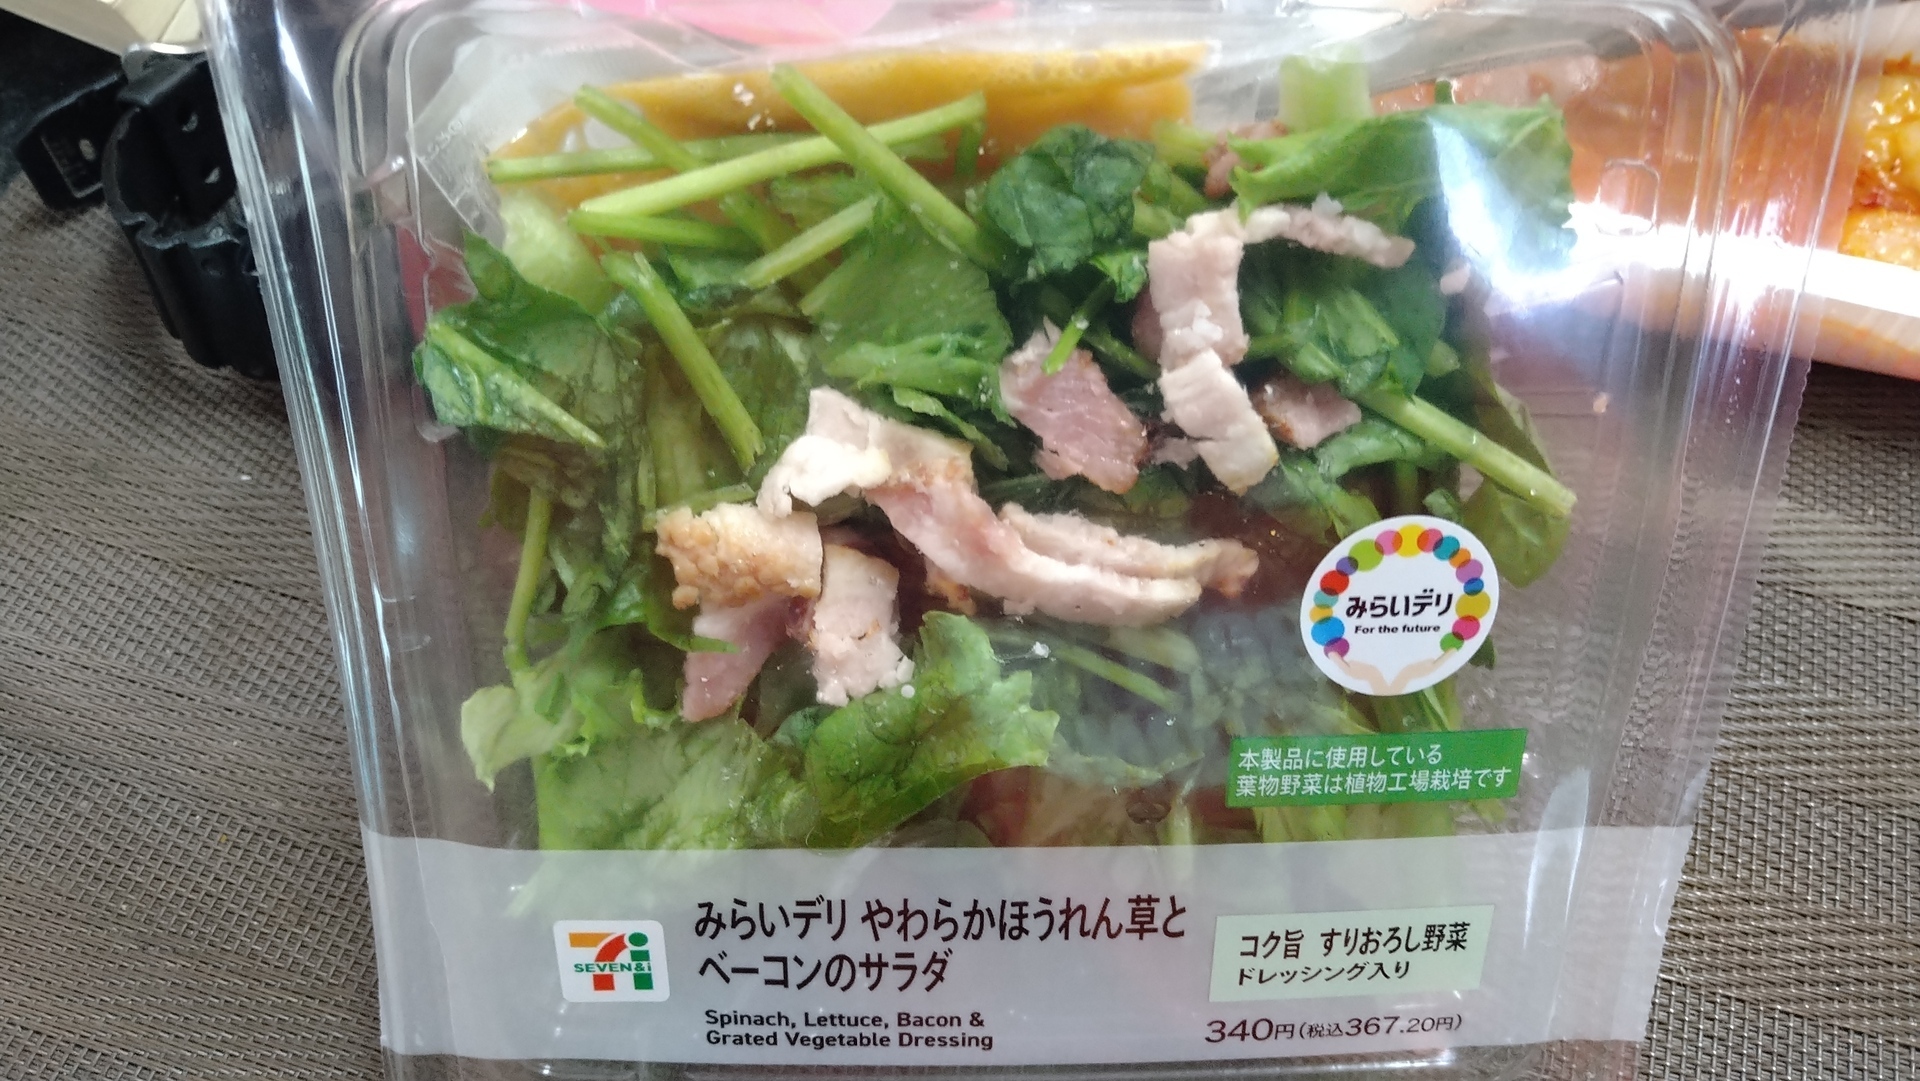 みらいデリ
For the future
本製品に使用している
葉物野菜は植物工場栽培です
SEVEN&i
みらいデリ やわらかほうれん草と
ベーコンのサラダ
Spinach, Lettuce, Bacon &
Grated Vegetable Dressing
コク旨 すりおろし野菜
ドレッシング入り
340円(税込367.20円)